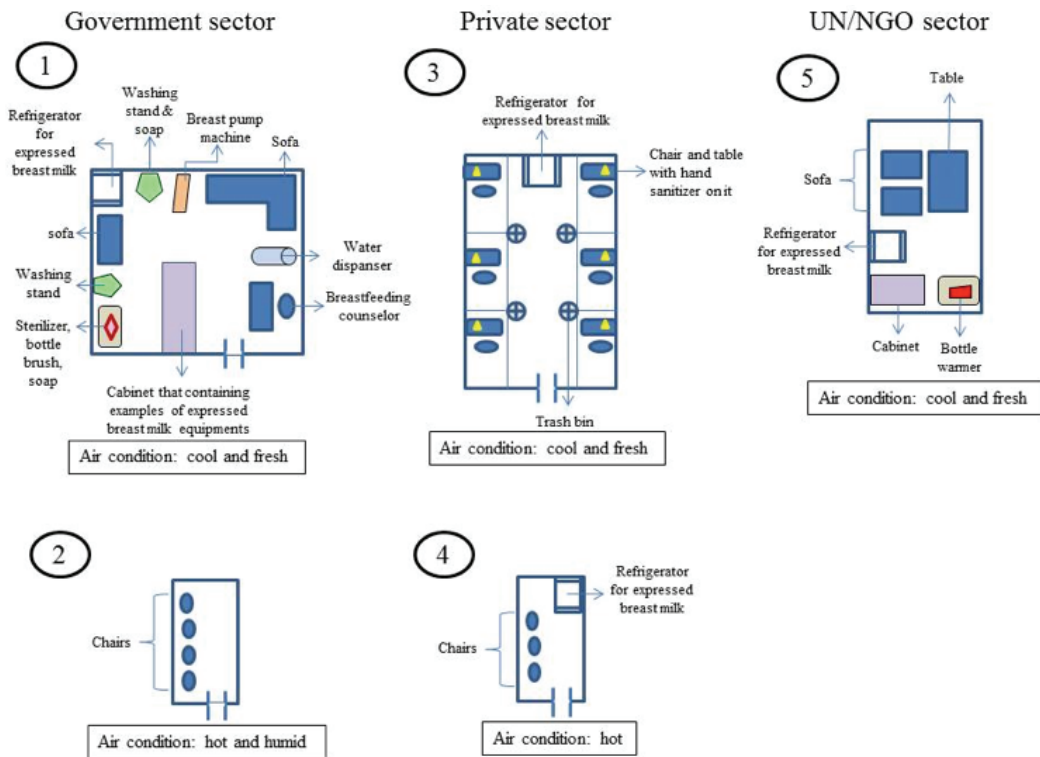 Government sector
Private sector
UN/NGO sector
1
Refrigerator
for
expressed
breast milk
Washing
stand &
soap
Breast pump
machine
Sofa
sofa
Washing
stand
Sterilizer,
bottle
brush,
soap
Water
dispanser
Breastfeeding
counselor
Cabinet that containing
examples of expressed
breast milk equipments
Air condition: cool and fresh
3
Refrigerator for
expressed breast milk
Chair and table
with hand
sanitizer on it
Trash bin
Air condition: cool and fresh
5
Table
Sofa
Refrigerator
for expressed
breast milk
Cabinet
Bottle
warmer
Air condition: cool and fresh
2
Chairs
Air condition: hot and humid
4
Refrigerator
for expressed
breast milk
Chairs
Air condition: hot